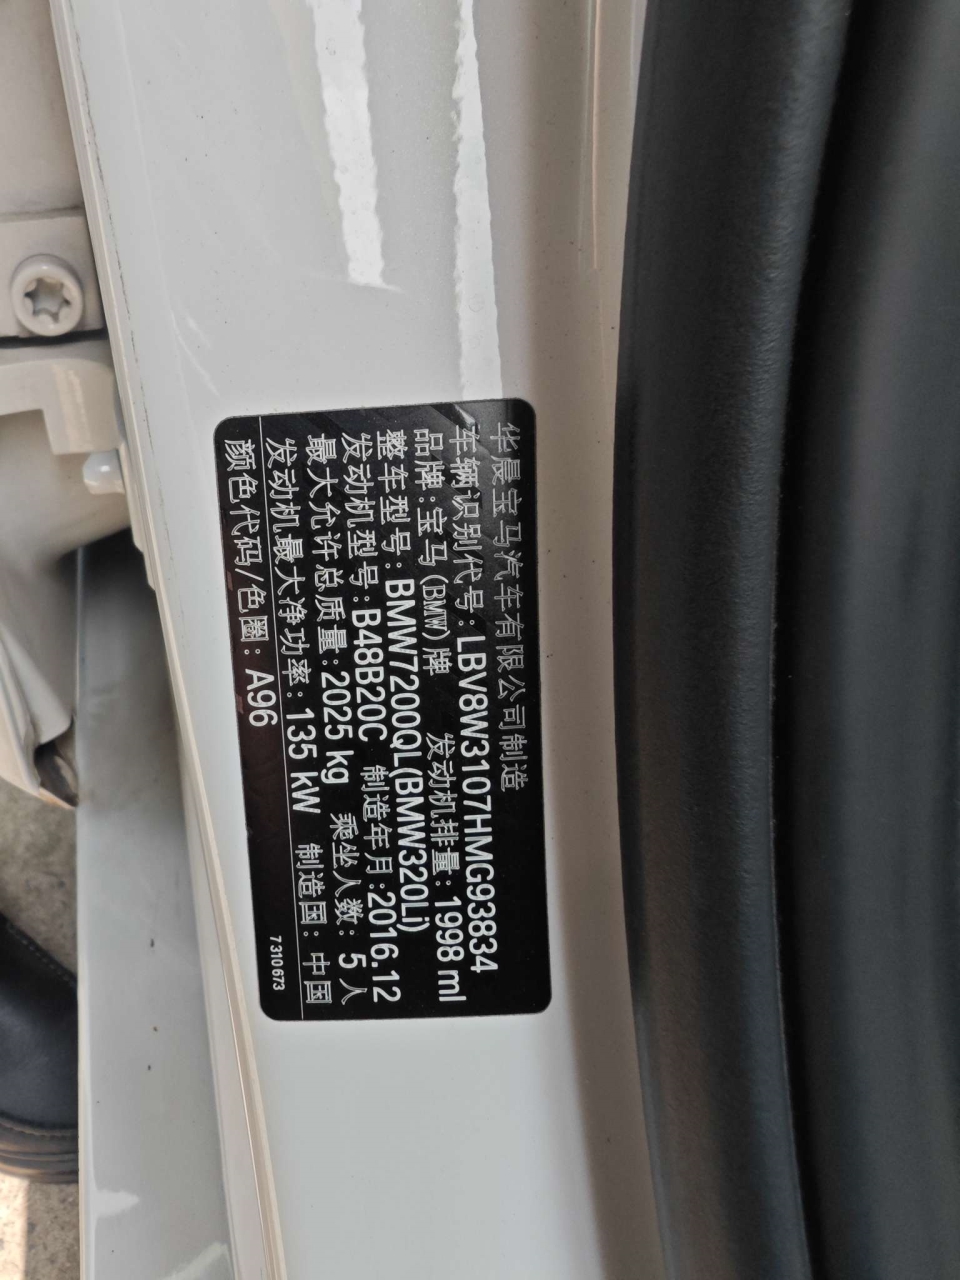 华晨宝马汽车有限公司制造
车辆识别代号:LBV8W3107HMG93834
品牌:宝马(BMW)牌 发动机排量:1998 ml
整车型号:BMW7200QL(BMW320Li)
发动机型号:B48B20C 制造年月:2016.12
最大允许总质量:2025 kg 乘坐人数:5人
发动机最大净功率:135 kW 制造国:中国
颜色代码/色圈:A96
7310673